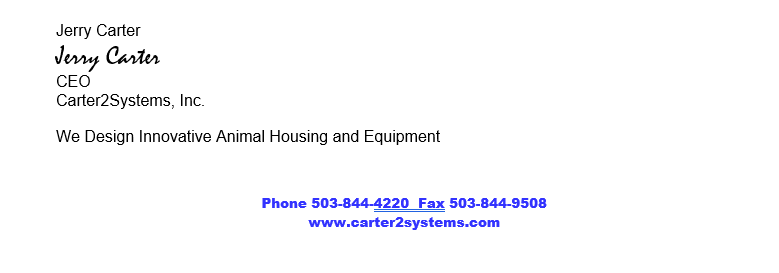 Jerry Carter
Jerry Carter
CEO
Carter2Systems, Inc.
We Design Innovative Animal Housing and Equipment
Phone 503-844-4220  Fax 503-844-9508
www.carter2systems.com